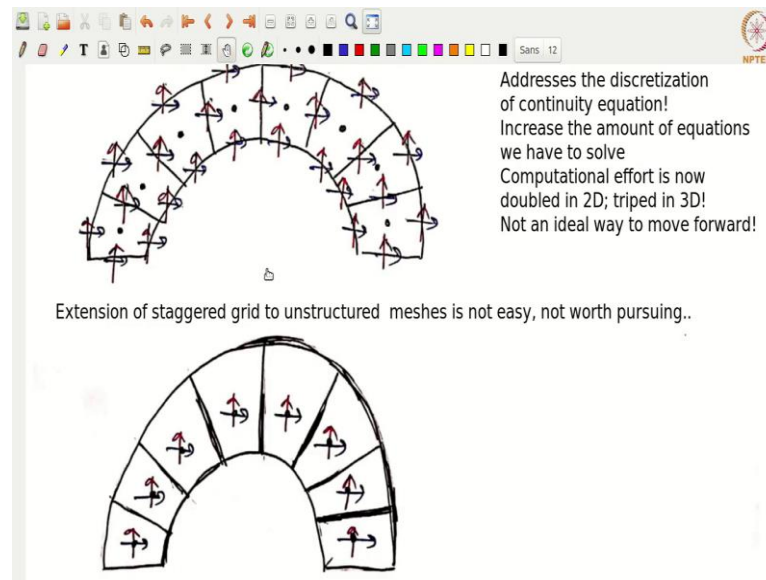 Sans 12
NPTE
Addresses the discretization
of continuity equation!
Increase the amount of equations
we have to solve
Computational effort is now
doubled in 2D; triped in 3D!
Not an ideal way to move forward!
Extension of staggered grid to unstructured meshes is not easy, not worth pursuing..